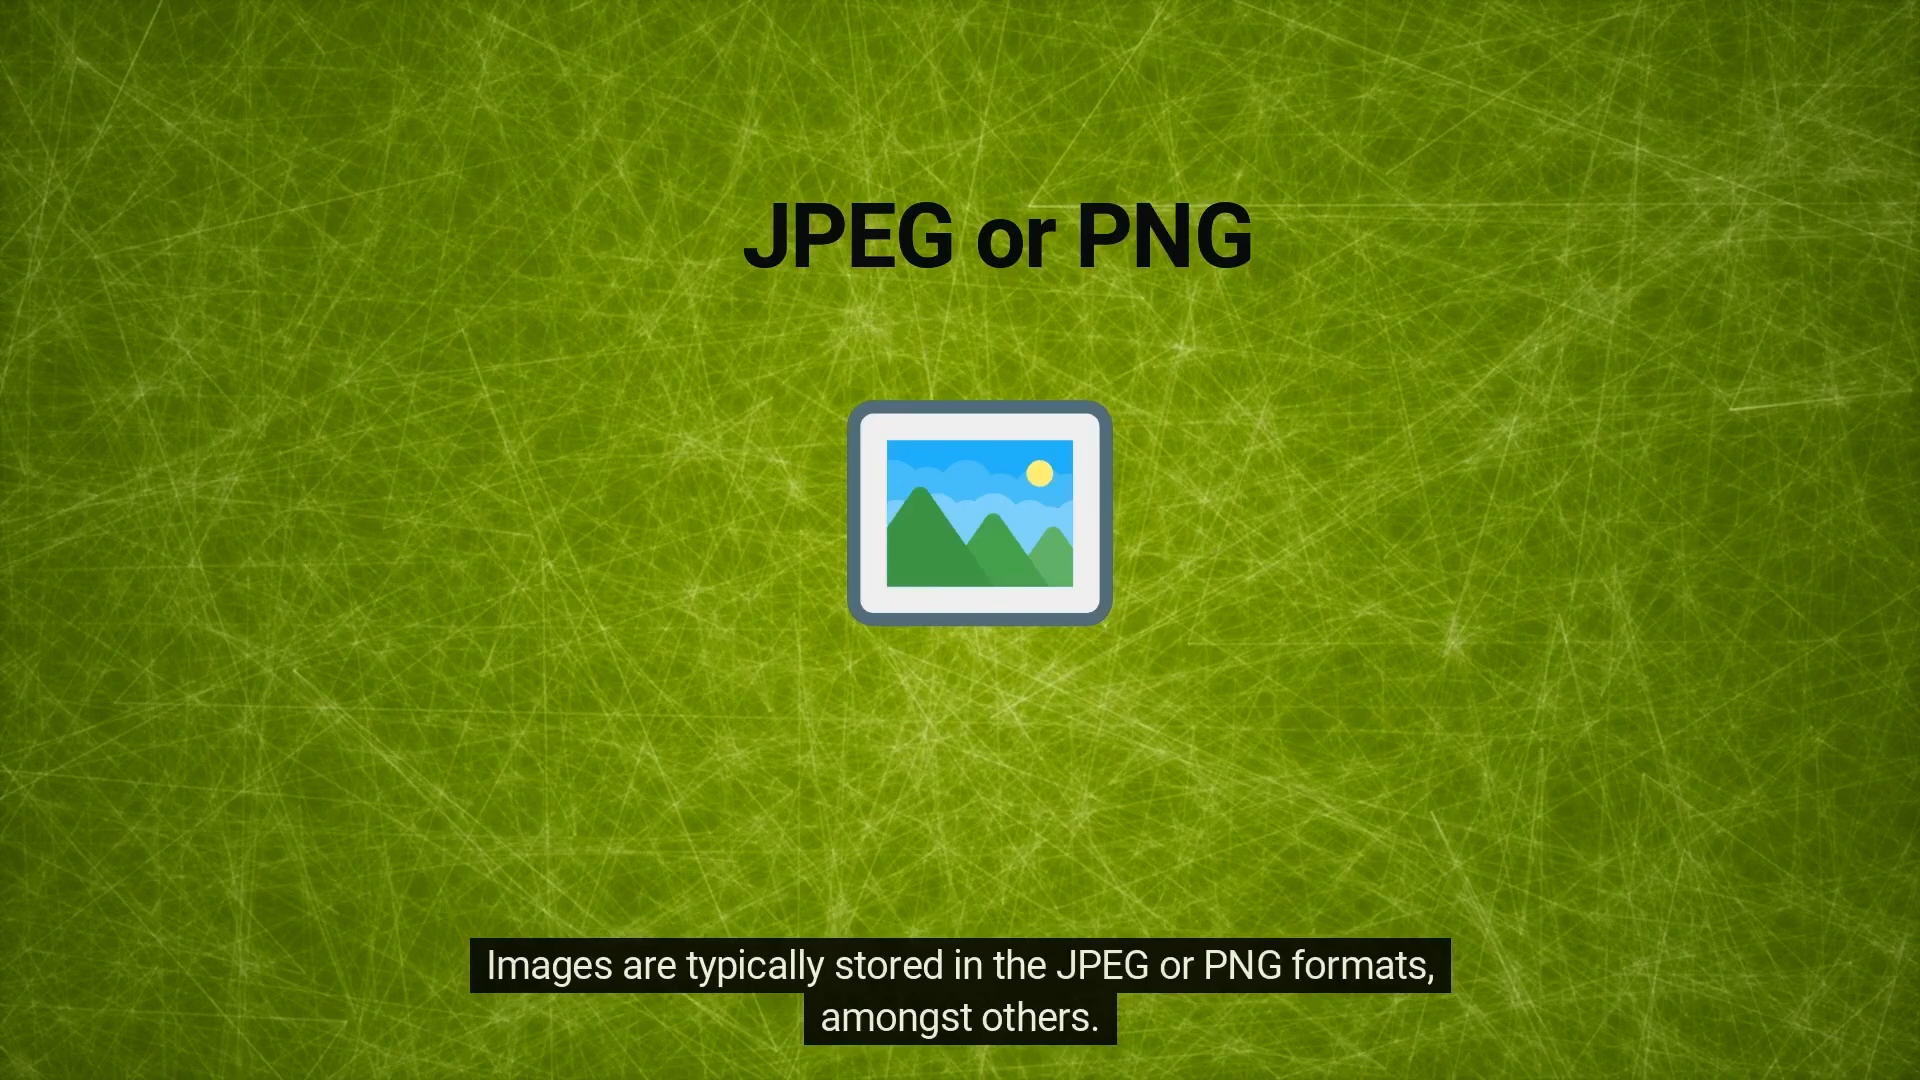 JPEG or PNG
Images are typically stored in the JPEG or PNG formats,
amongst others.